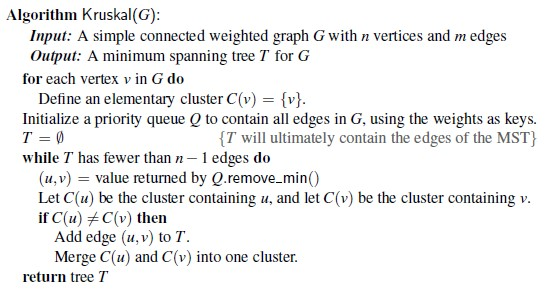 Algorithm Kruskal(G):
Input: A simple connected weighted graph G with n vertices and m edges
Output: A minimum spanning tree T for G
for each vertex v in G do
Define an elementary cluster C(v) = {v}.
Initialize a priority queue Q to contain all edges in G, using the weights as keys.
T = ∅ {T will ultimately contain the edges of the MST}
while T has fewer than n − 1 edges do
(u,v) = value returned by Q.remove_min()
Let C(u) be the cluster containing u, and let C(v) be the cluster containing v.
if C(u) ≠ C(v) then
Add edge (u,v) to T.
Merge C(u) and C(v) into one cluster.
return tree T